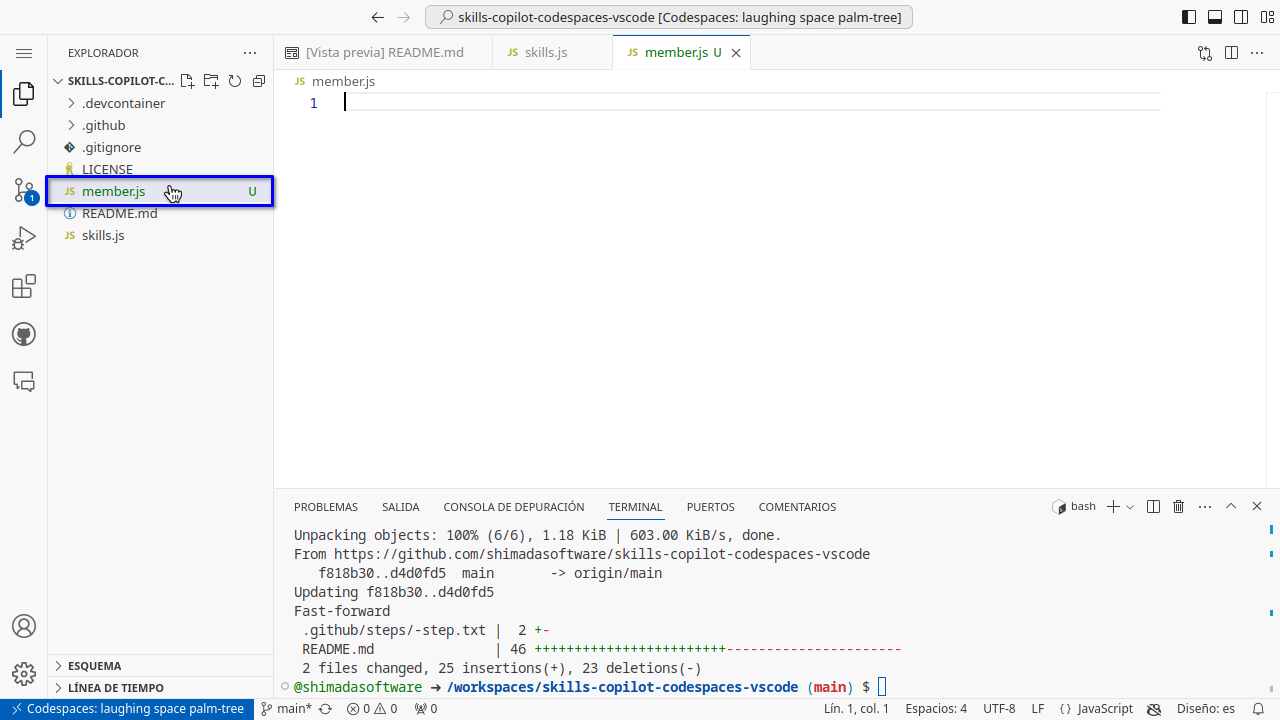 skills-copilot-codespaces-vscode [Codespaces: laughing space palm-tree]
EXPLORADOR
[Vista previa] README.md
JS skills.js
JS member.js U
SKILLS-COPILOT-C...
JS member.js
.devcontainer
1
.github
.gitignore
LICENSE
JS member.js U
1
README.md
JS skills.js
PROBLEMAS SALIDA CONSOLA DE DEPURACIÓN TERMINAL PUERTOS COMENTARIOS
bash
Unpacking objects: 100% (6/6), 1.18 KiB | 603.00 KiB/s, done.
From https://github.com/shimadasoftware/skills-copilot-codespaces-vscode
f818b30..d4d0fd5 main -> origin/main
Updating f818b30..d4d0fd5
Fast-forward
.github/steps/-step.txt | 2 +-
README.md | 46 ++++++++++++++++++++++++----------------------
2 files changed, 25 insertions(+), 23 deletions(-)
@shimadasoftware ➜ /workspaces/skills-copilot-codespaces-vscode (main) $
ESQUEMA
LÍNEA DE TIEMPO
Codespaces: laughing space palm-tree main* 0 0 0 Lín. 1, col. 1 Espacios: 4 UTF-8 LF {} JavaScript Diseño: es